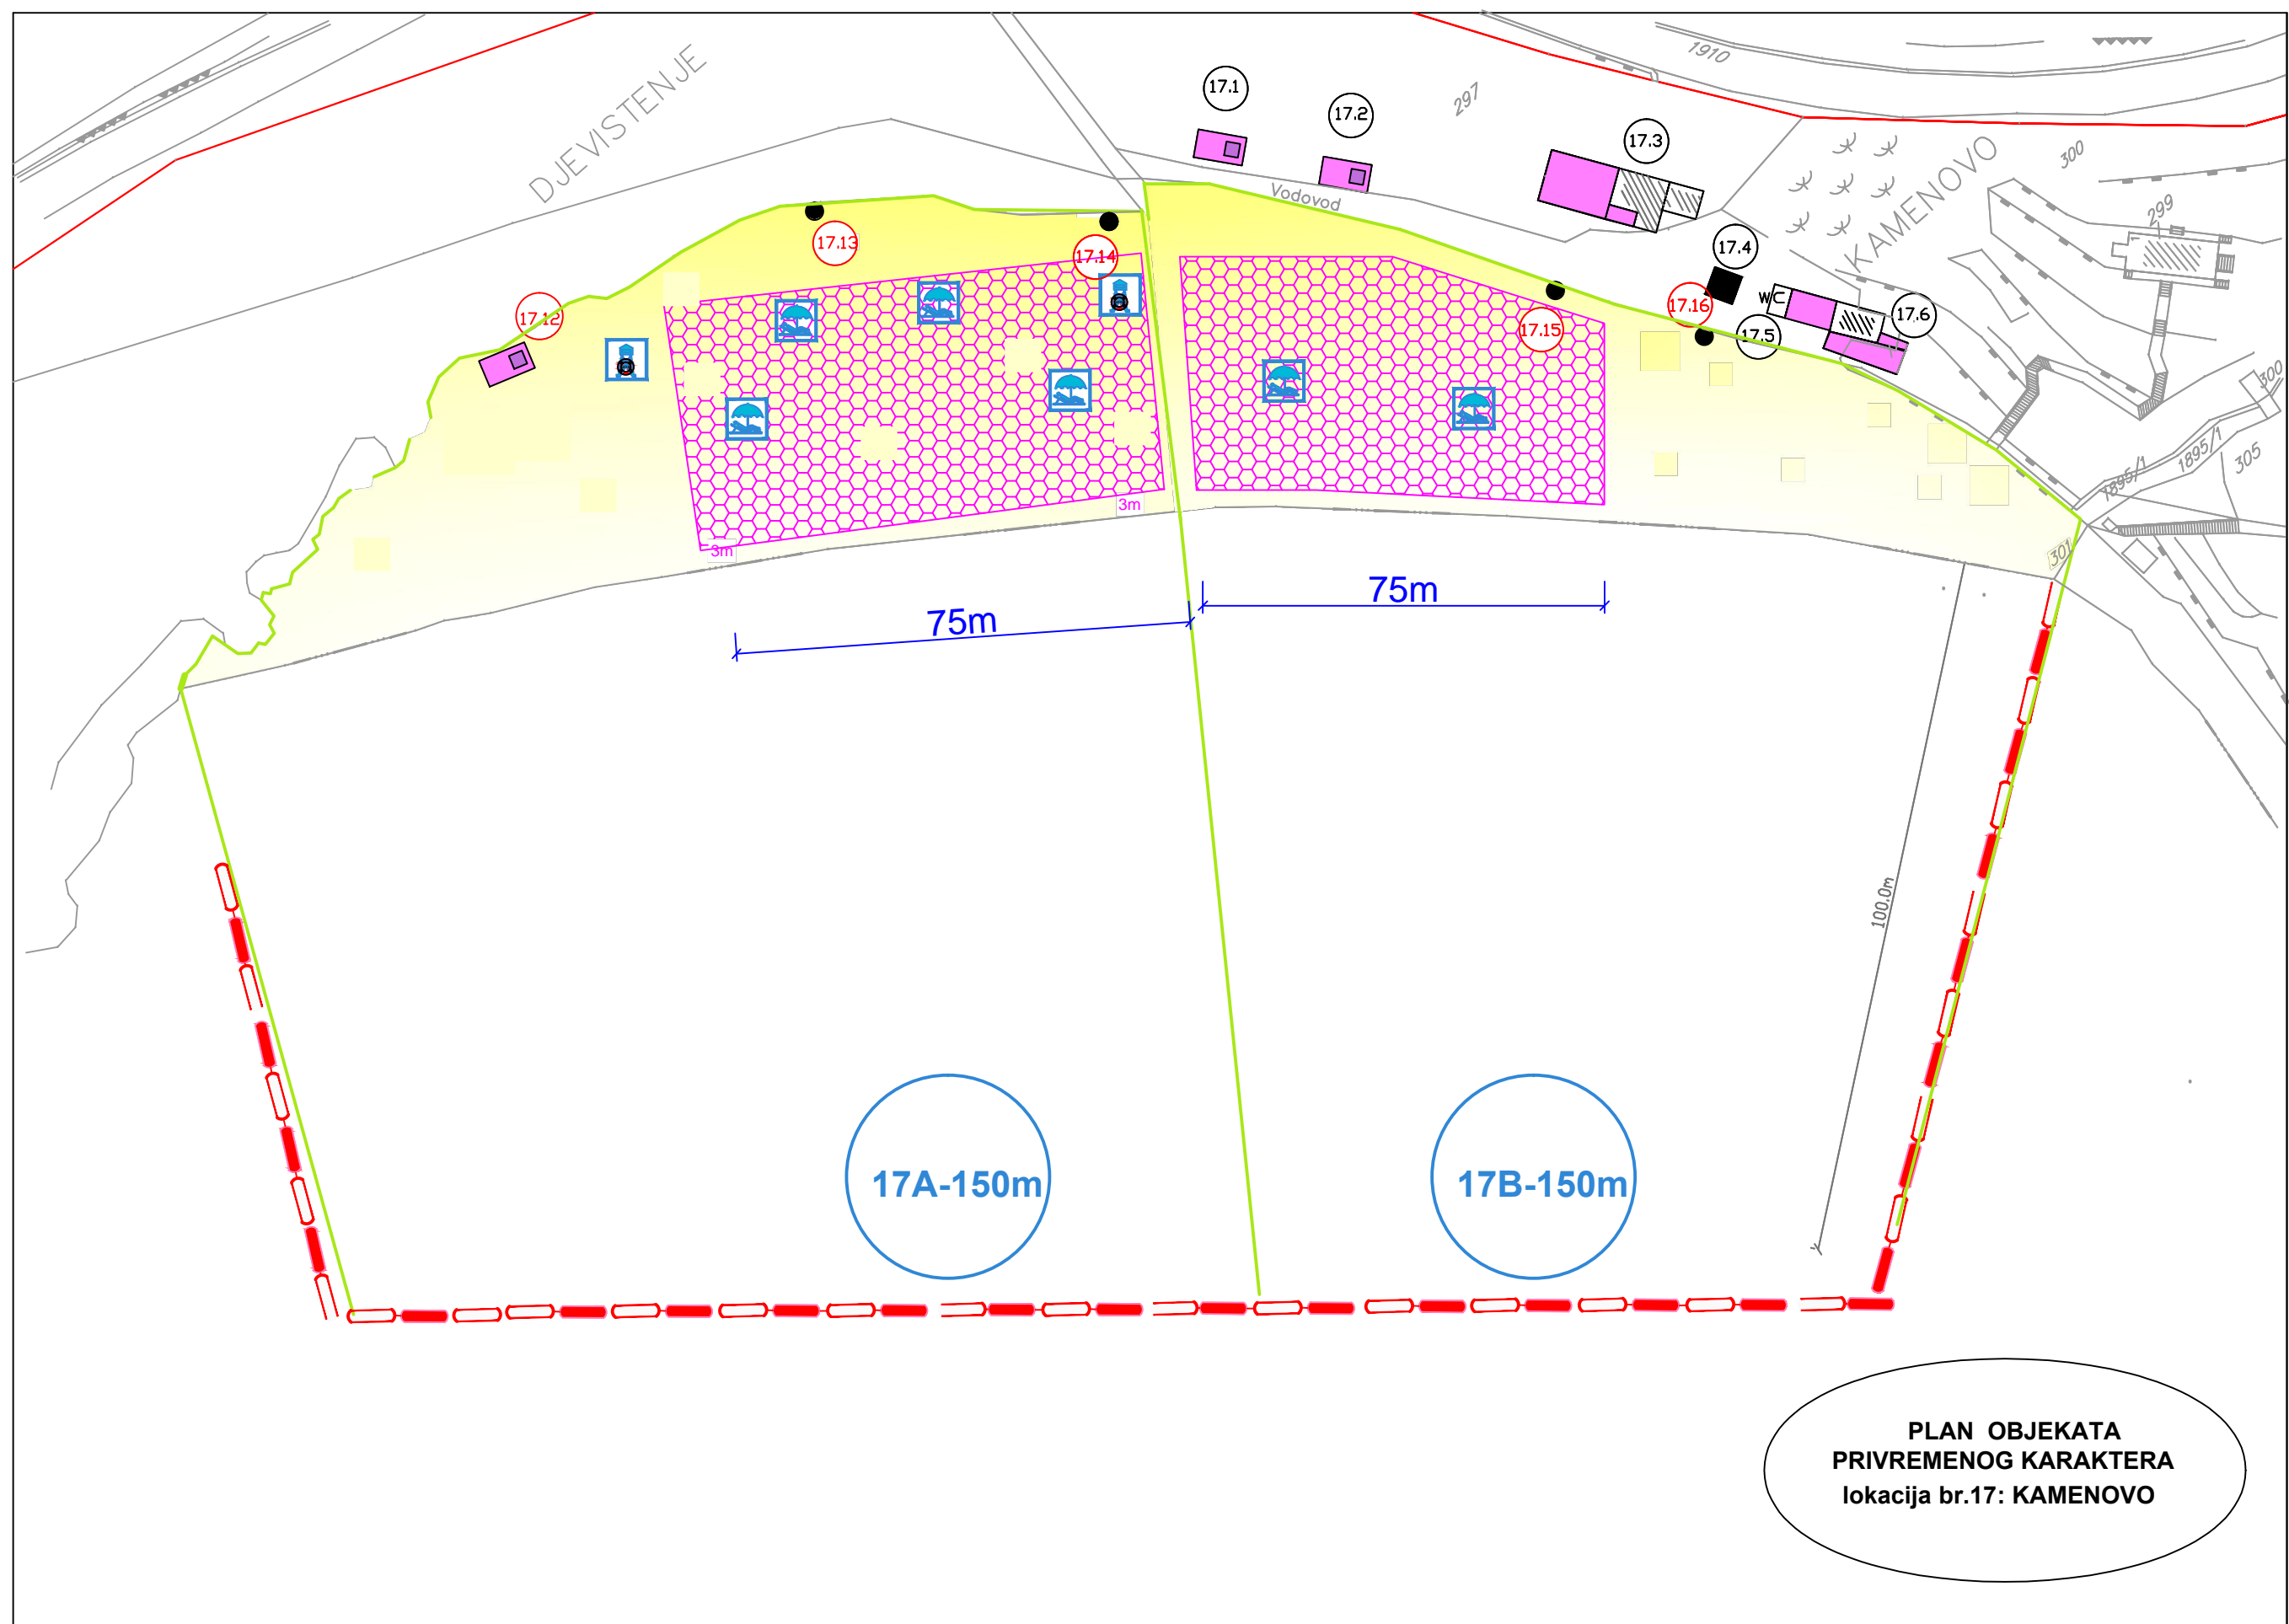 1910
DJEVISTENJE
17.1
17.2
297
17.3
KAMENOVO
300
299
1
Vodovod
17.13
17.14
17.4
17.12
17.15
17.16
WC
17.5
17.6
300
1895/1
1895/1
305
3m
3m
301
75m
75m
100.0m
17A-150m
17B-150m
PLAN OBJEKATA
PRIVREMENOG KARAKTERA
lokacija br.17: KAMENOVO